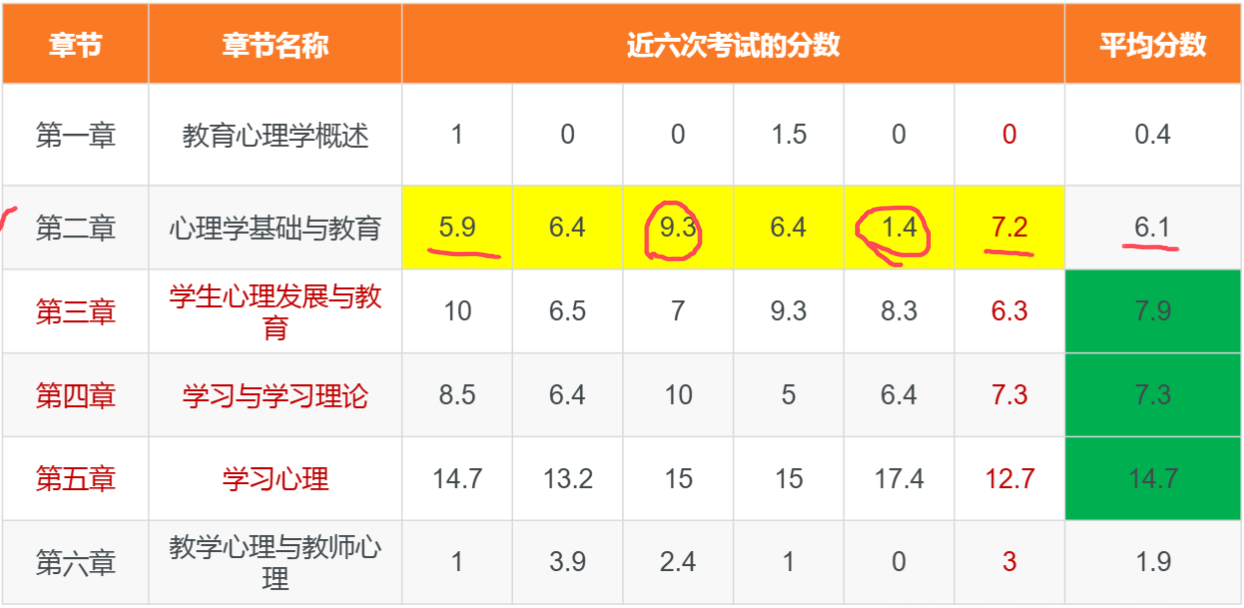 章节 章节名称 近六次考试的分数 平均分数
第一章 教育心理学概述 1 0 0 1.5 0 0 0.4
第二章 心理学基础与教育 5.9 6.4 9.3 6.4 1.4 7.2 6.1
第三章 学生心理发展与教
育 10 6.5 7 9.3 8.3 6.3 7.9
第四章 学习与学习理论 8.5 6.4 10 5 6.4 7.3 7.3
第五章 学习心理 14.7 13.2 15 15 17.4 12.7 14.7
第六章 教学心理与教师心
理 1 3.9 2.4 1 0 3 1.9